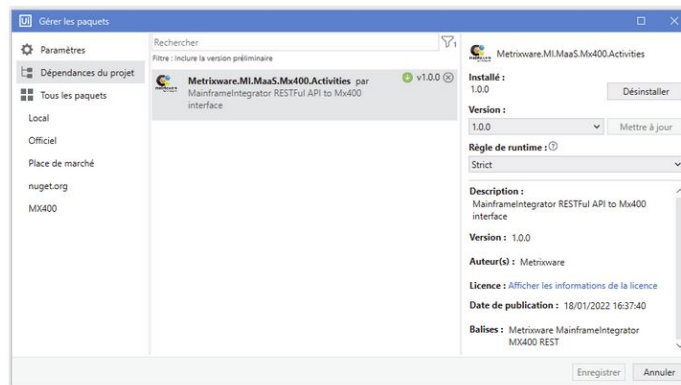 Gérer les paquets
Paramètres
Dépendances du projet
Tous les paquets
Local
Officiel
Place de marché
nuget.org
MX400
Rechercher
Filtre : Inclure la version préliminaire
Metrixware.MI.MaaS.Mx400.Activities par
MainframeIntegrator RESTFul API to Mx400
interface
v1.0.0
Metrixware.MI.MaaS.Mx400.Activities
Installé :
1.0.0
Désinstaller
Version :
1.0.0
Mettre à jour
Règle de runtime :
Strict
Description :
MainframeIntegrator RESTFul API to Mx400
interface
Version : 1.0.0
Auteur(s) : Metrixware
Licence : Afficher les informations de la licence
Date de publication : 18/01/2022 16:37:40
Balises : Metrixware MainframeIntegrator
MX400 REST
Enregistrer
Annuler